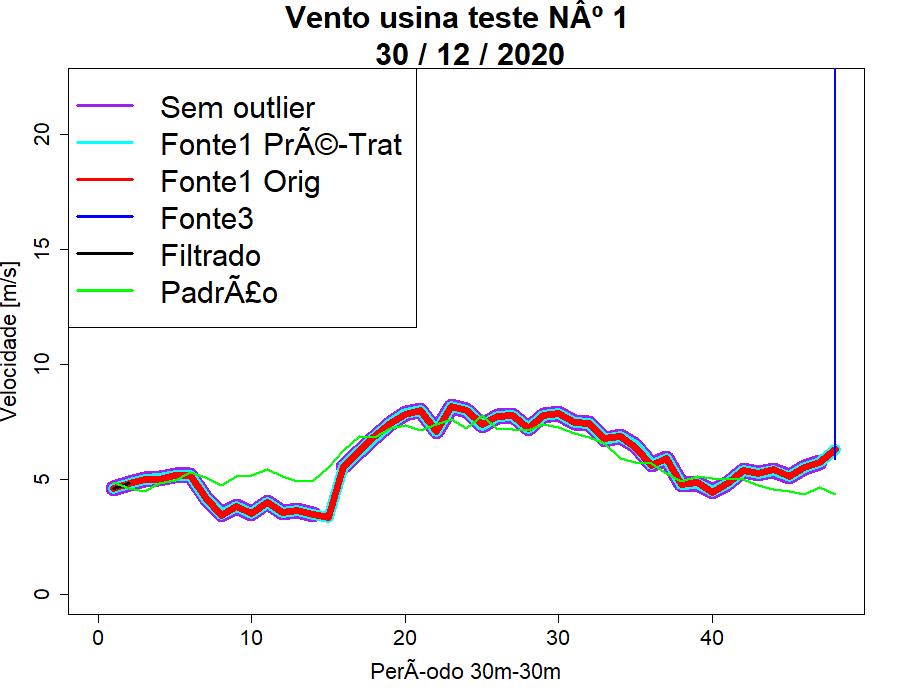 Vento usina teste NÂº 1
30 / 12 / 2020
Sem outlier
Fonte1 PrÃ©-Trat
Fonte1 Orig
Fonte3
Filtrado
PadrÃ£o
Velocidade [m/s]
20
15
10
5
0
0 10 20 30 40
PerÃ-odo 30m-30m